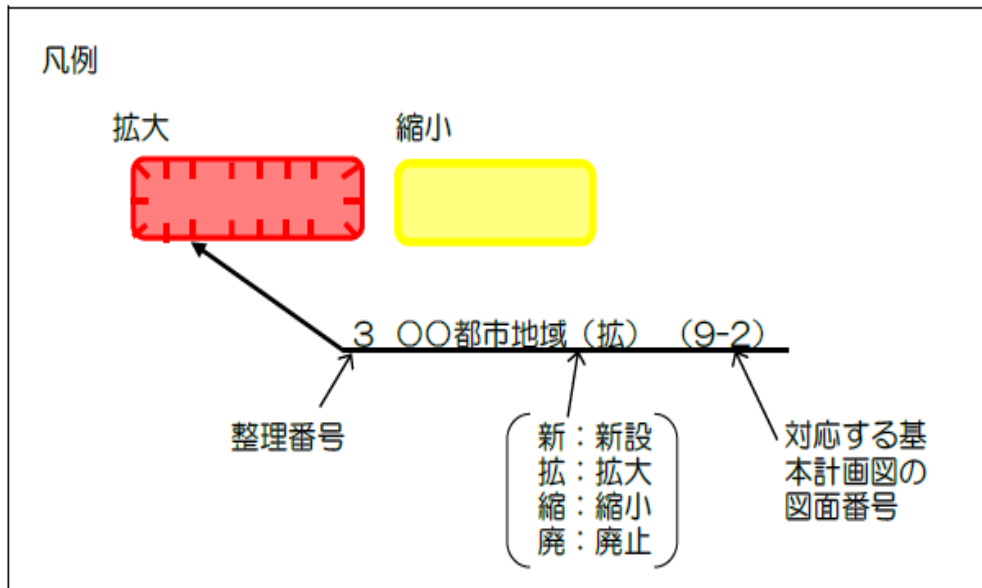 凡例
拡大
縮小
3 〇〇都市地域（拡） （9-2）
整理番号
新：新設
拡：拡大
縮：縮小
廃：廃止
対応する基
本計画図の
図面番号